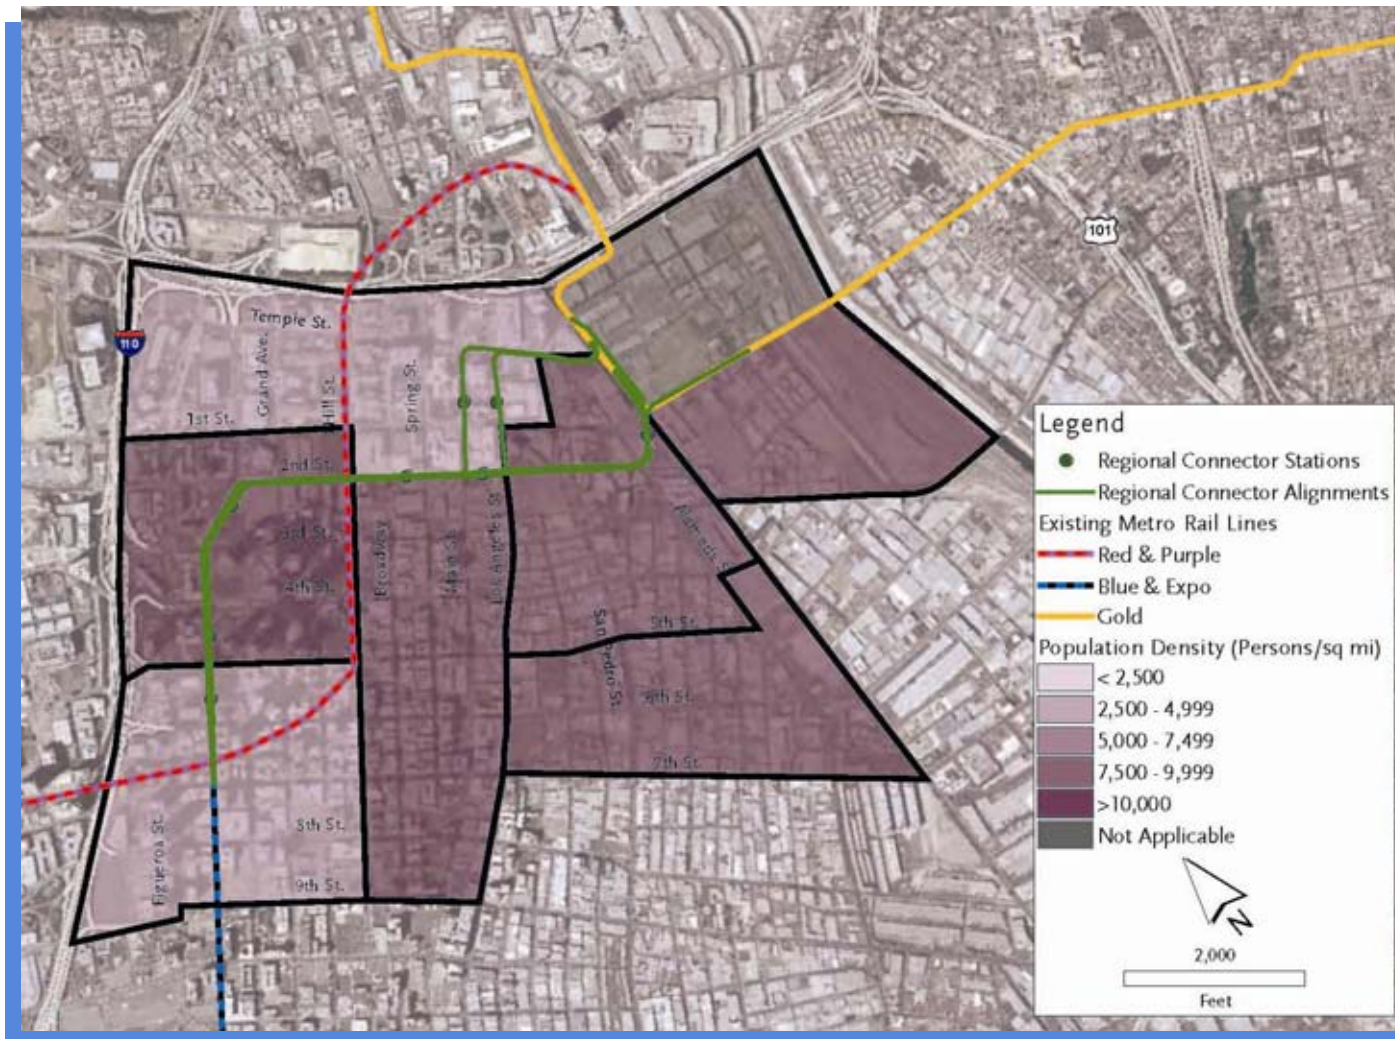 101
Temple St.
110
Grand Ave.
Hill St.
Spring St.
1st St.
2nd St.
3rd St.
4th St.
Broadway
Main St.
Los Angeles St.
Alameda St.
San Pedro St.
5th St.
6th St.
7th St.
8th St.
9th St.
Figueroa St.
Legend
Regional Connector Stations
Regional Connector Alignments
Existing Metro Rail Lines
Red & Purple
Blue & Expo
Gold
Population Density (Persons/sq mi)
< 2,500
2,500 - 4,999
5,000 - 7,499
7,500 - 9,999
>10,000
Not Applicable
N
2,000
Feet